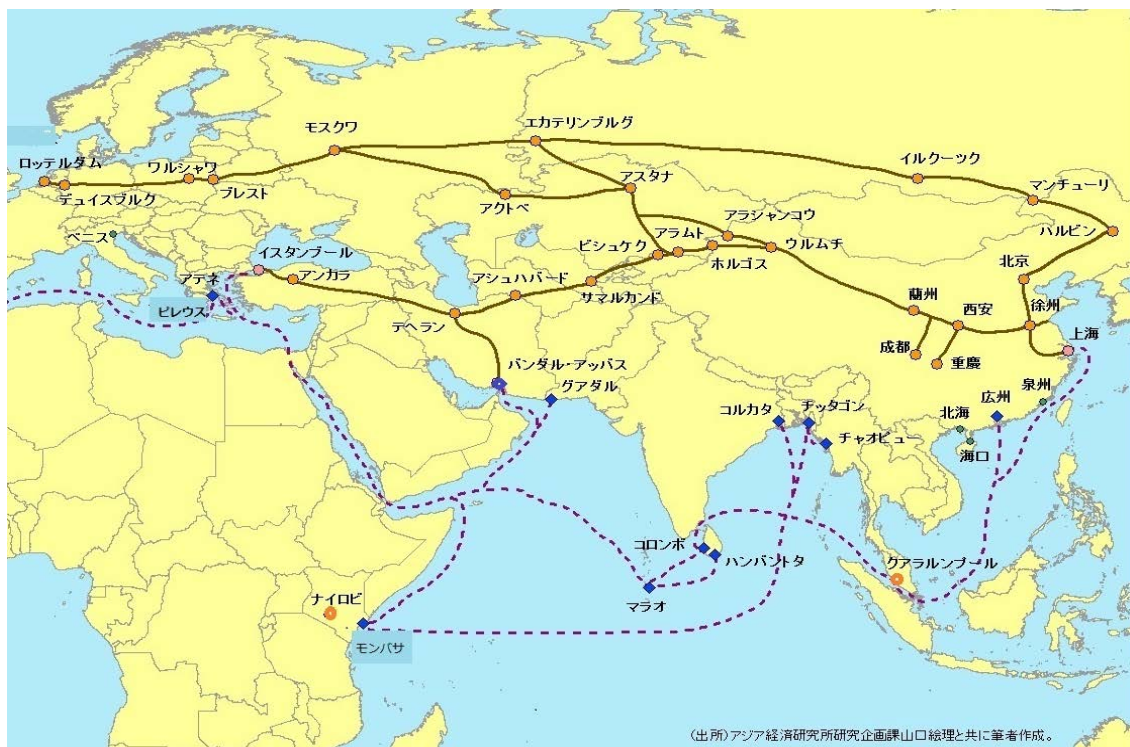 エカテリンブルグ
モスクワ
ロッテルダム
ワルシャワ
イルクーツク
デュイスブルク
ブレスト
アスタナ
マンチューリ
アクトベ
アラシャンコウ
ハルビン
ベニス
アラムト
ビシュケク
ウルムチ
イスタンブール
ホルゴス
北京
アンカラ
アシュハバード
アテネ
サマルカンド
蘭州
西安
徐州
ピレウス
テヘラン
上海
成都
重慶
バンダル・アッバス
グアダル
泉州
コルカタ
チッタゴン
北海
広州
チャオピュー
海口
コロンボ
ハンバントタ
クアラルンプール
マラオ
ナイロビ
モンバサ
(出所)アジア経済研究所研究企画課山口絵理と共に筆者作成。